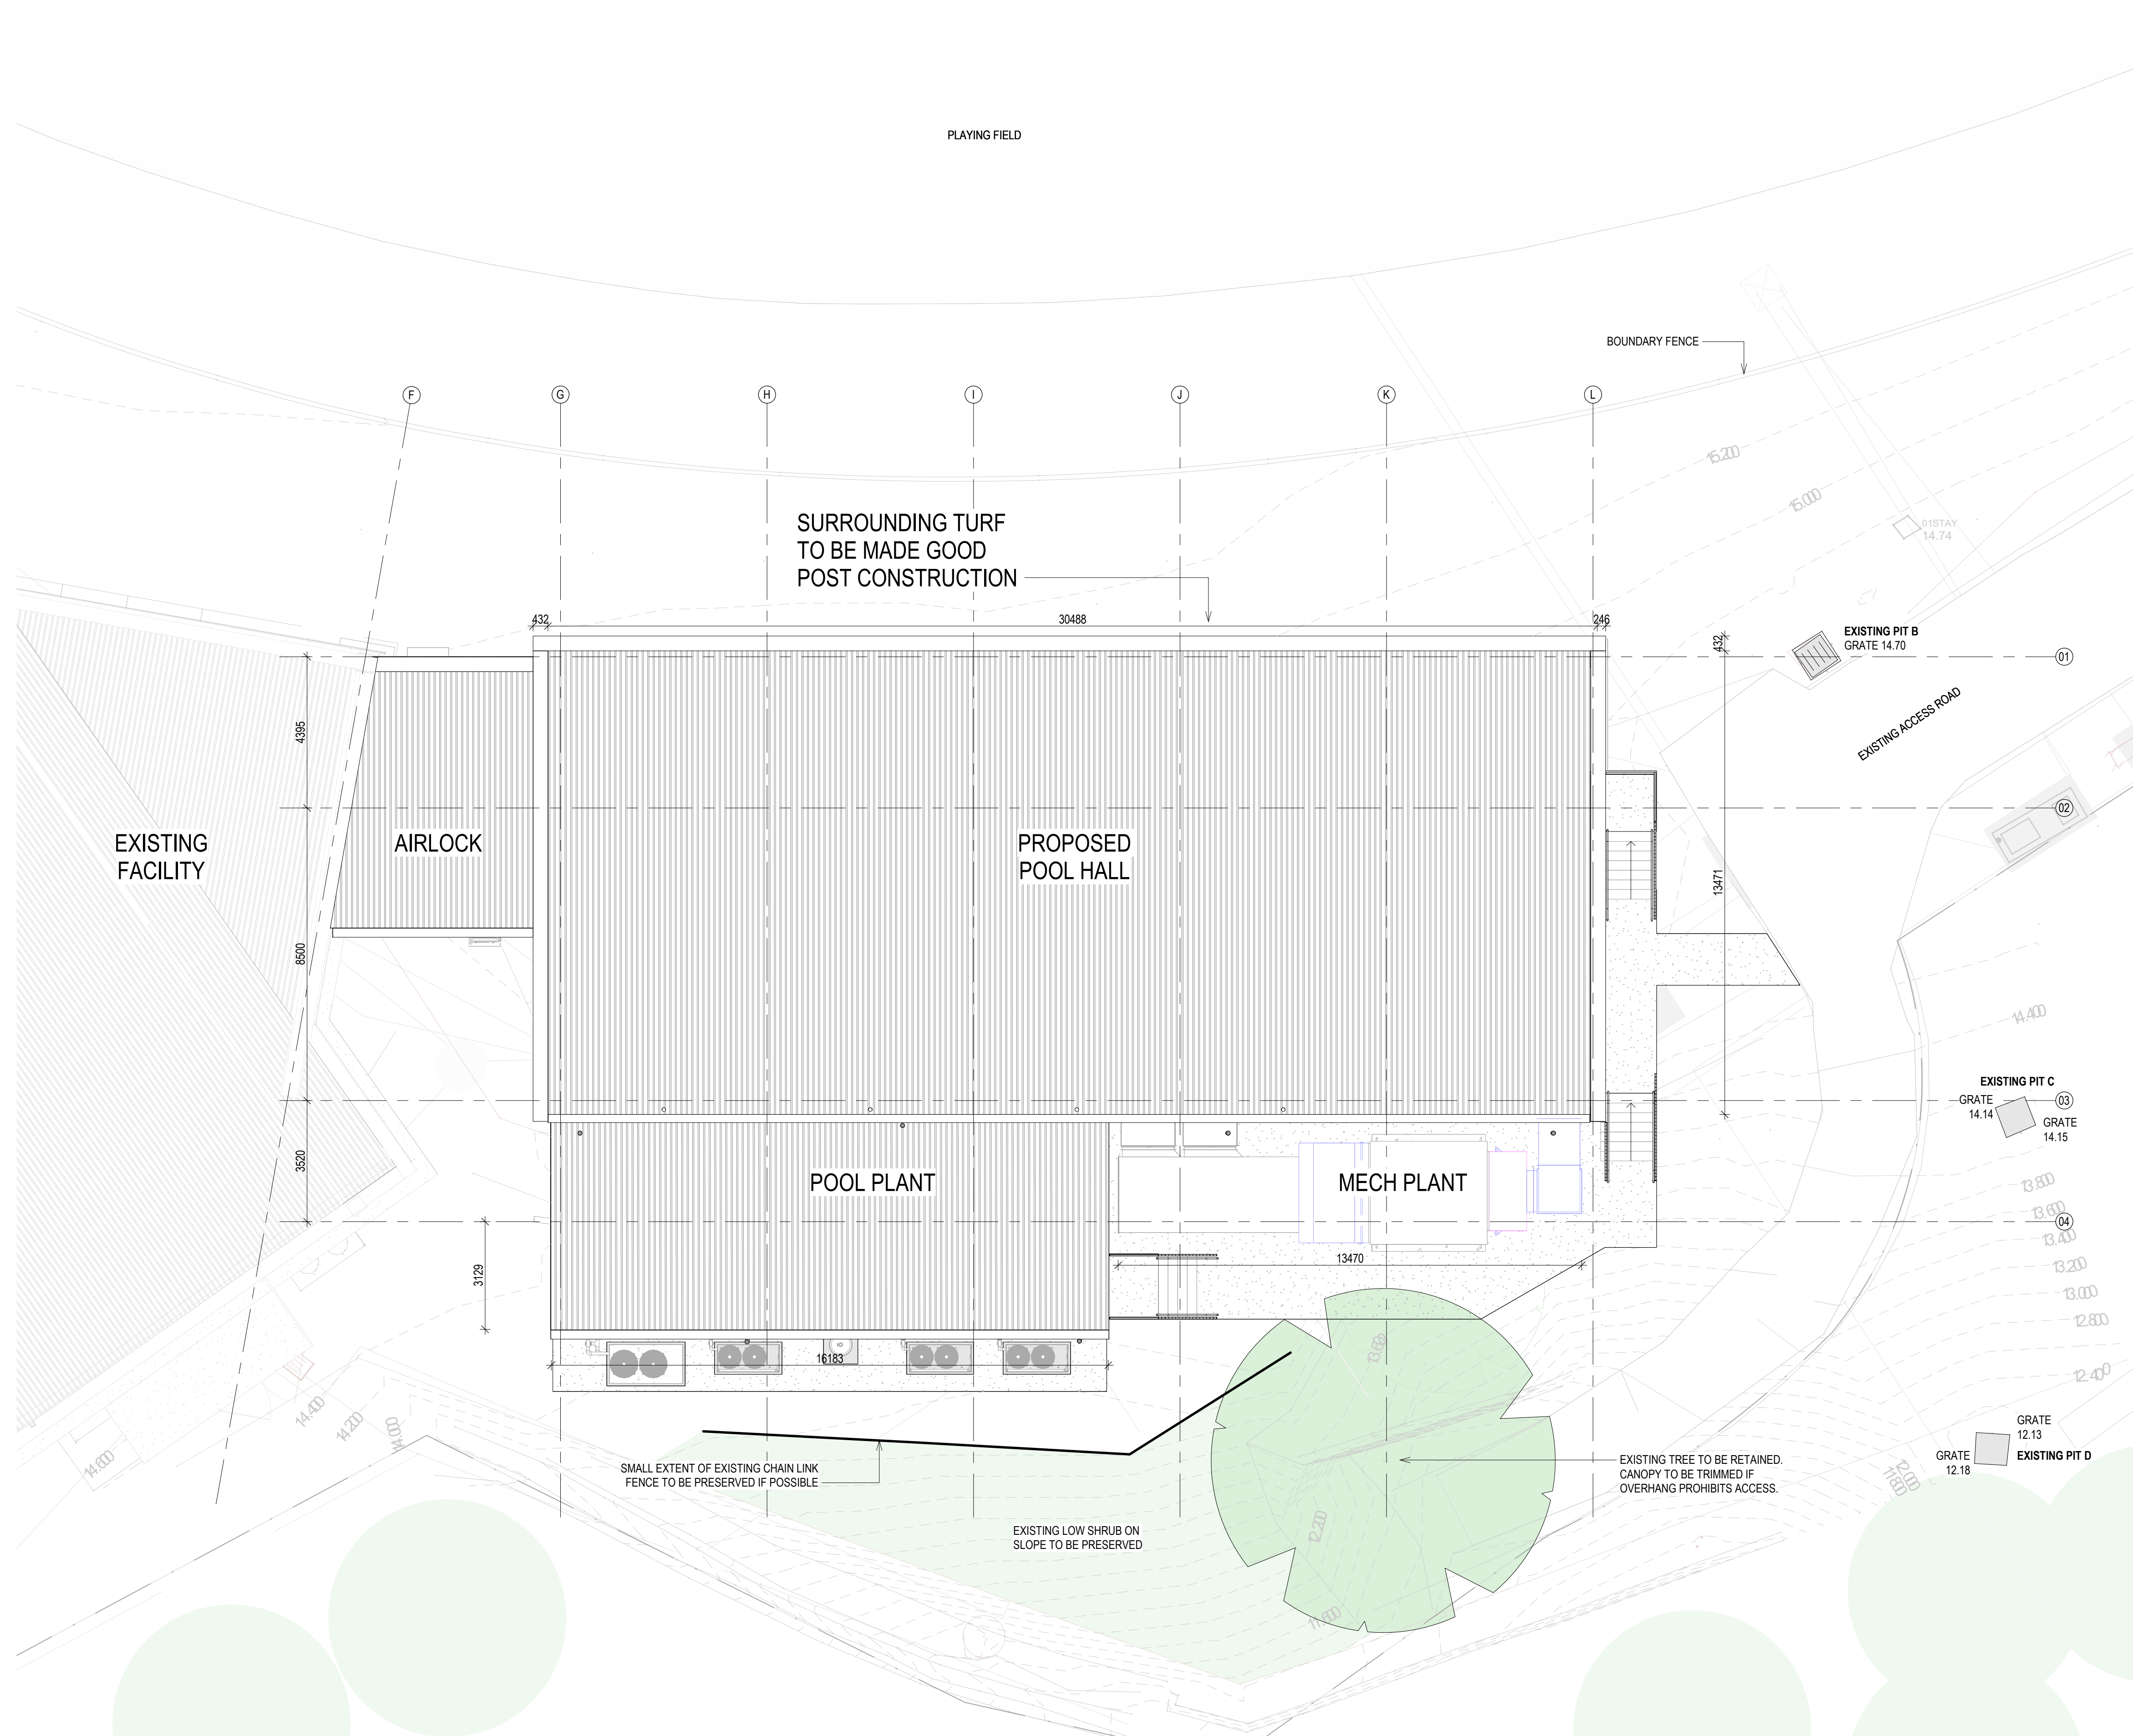 PLAYING FIELD
BOUNDARY FENCE
F
G
H
I
J
K
L
15.200
15.000
01STAY
14.74
SURROUNDING TURF
TO BE MADE GOOD
POST CONSTRUCTION
432
30488
246
432
EXISTING PIT B
GRATE 14.70
01
EXISTING ACCESS ROAD
4395
02
EXISTING
FACILITY
AIRLOCK
PROPOSED
POOL HALL
13471
8500
14.400
EXISTING PIT C
03
GRATE
14.14
GRATE
14.15
3520
POOL PLANT
MECH PLANT
13.800
13.600
04
13.400
13.200
13.000
12.800
12.400
3129
13470
13.600
16183
14.400
14.200
14.000
14.600
SMALL EXTENT OF EXISTING CHAIN LINK
FENCE TO BE PRESERVED IF POSSIBLE
EXISTING TREE TO BE RETAINED.
CANOPY TO BE TRIMMED IF
OVERHANG PROHIBITS ACCESS.
GRATE
12.13
GRATE
12.18
EXISTING PIT D
12.000
11.800
EXISTING LOW SHRUB ON
SLOPE TO BE PRESERVED
12.200
11.600